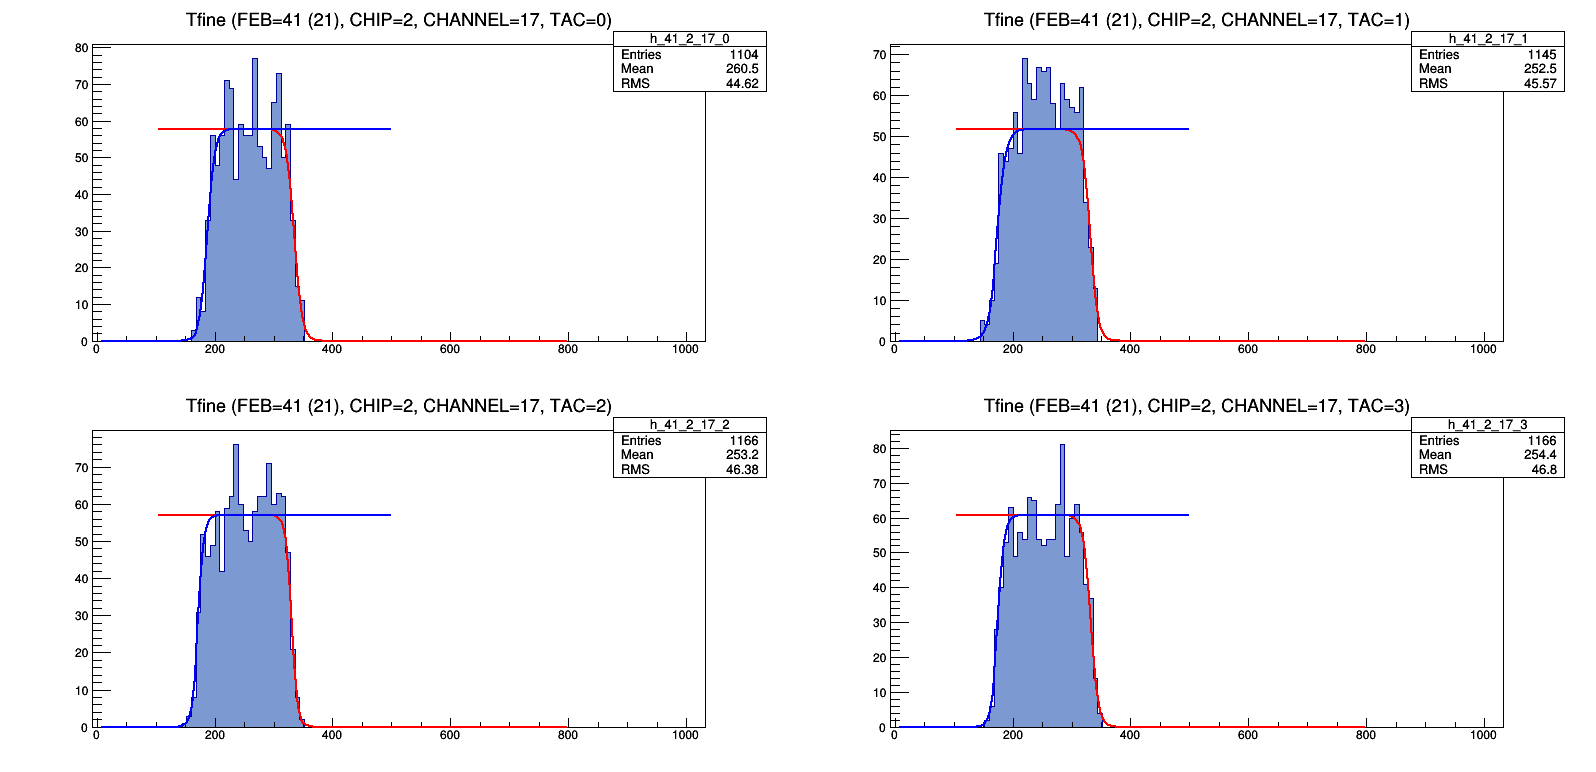 Tfine (FEB=41 (21), CHIP=2, CHANNEL=17, TAC=0)
h_41_2_17_0
Entries 1104
Mean 260.5
RMS 44.62
80
70
60
50
40
30
20
10
0
0 200 400 600 800 1000
Tfine (FEB=41 (21), CHIP=2, CHANNEL=17, TAC=1)
h_41_2_17_1
Entries 1145
Mean 252.5
RMS 45.57
70
60
50
40
30
20
10
0
0 200 400 600 800 1000
Tfine (FEB=41 (21), CHIP=2, CHANNEL=17, TAC=2)
h_41_2_17_2
Entries 1166
Mean 253.2
RMS 46.38
70
60
50
40
30
20
10
0
0 200 400 600 800 1000
Tfine (FEB=41 (21), CHIP=2, CHANNEL=17, TAC=3)
h_41_2_17_3
Entries 1166
Mean 254.4
RMS 46.8
80
70
60
50
40
30
20
10
0
0 200 400 600 800 1000